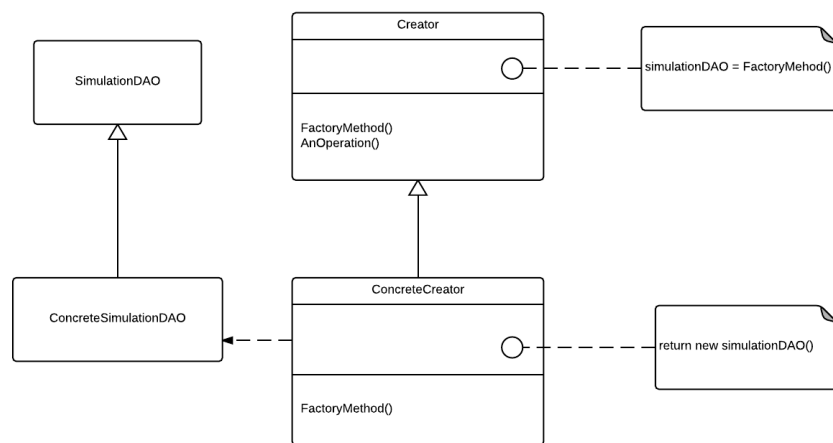 Creator
SimulationDAO
simulationDAO = FactoryMehod()
FactoryMethod()
AnOperation()
ConcreteSimulationDAO
ConcreteCreator
return new simulationDAO()
FactoryMethod()